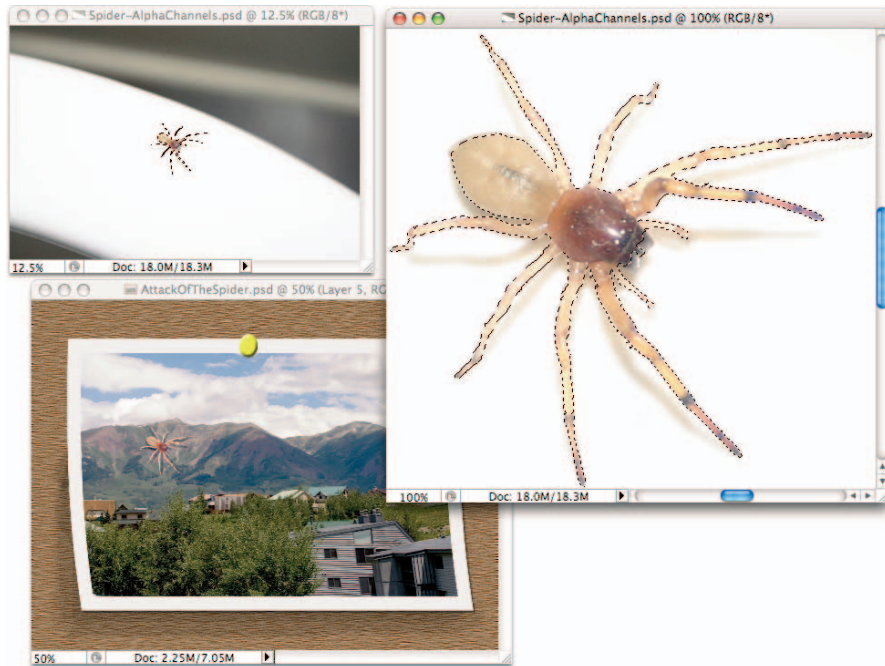 Spider-AlphaChannels.psd @ 12.5% (RGB/8*)
12.5%
Doc: 18.0M/18.3M
Spider-AlphaChannels.psd @ 100% (RGB/8*)
100%
Doc: 18.0M/18.3M
AttackOfTheSpider.psd @ 50% (Layer 5, RG
50%
Doc: 2.25M/7.05M